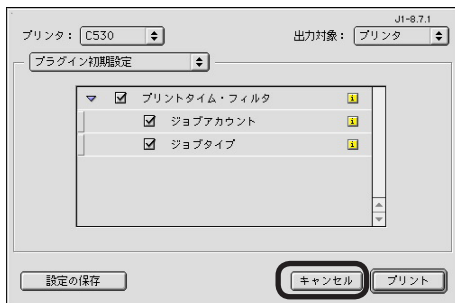 J1-8.7.1
プリンタ： C530 出力対象： プリンタ
プラグイン初期設定
プリントタイム・フィルタ
ジョブアカウント
ジョブタイプ
設定の保存 キャンセル プリント